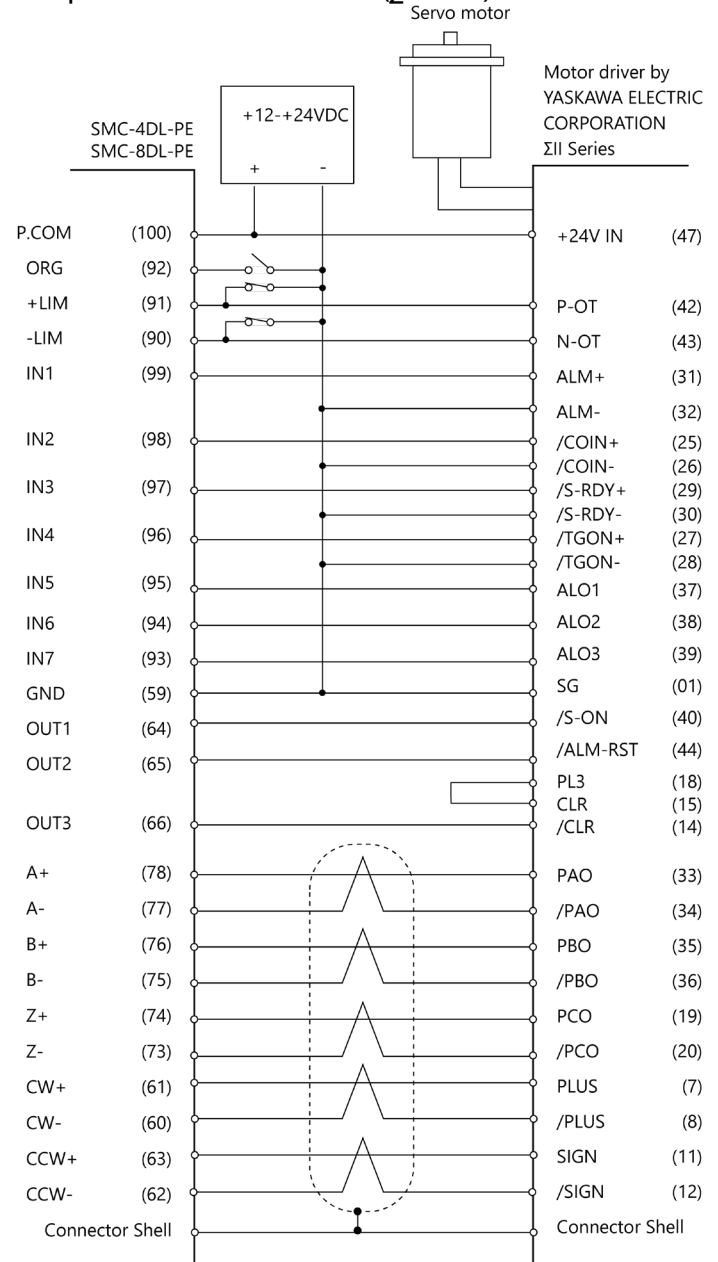 Servo motor
Motor driver by
YASKAWA ELECTRIC
CORPORATION
ΣII Series
+12-+24VDC
+ -
SMC-4DL-PE
SMC-8DL-PE
P.COM (100) +24V IN (47)
ORG (92)
+LIM (91) P-OT (42)
-LIM (90) N-OT (43)
IN1 (99) ALM+ (31)
ALM- (32)
IN2 (98) /COIN+ (25)
/COIN- (26)
IN3 (97) /S-RDY+ (29)
/S-RDY- (30)
IN4 (96) /TGON+ (27)
/TGON- (28)
IN5 (95) ALO1 (37)
IN6 (94) ALO2 (38)
IN7 (93) ALO3 (39)
GND (59) SG (01)
OUT1 (64) /S-ON (40)
OUT2 (65) /ALM-RST (44)
PL3 (18)
CLR (15)
OUT3 (66) /CLR (14)
A+ (78) PAO (33)
A- (77) /PAO (34)
B+ (76) PBO (35)
B- (75) /PBO (36)
Z+ (74) PCO (19)
Z- (73) /PCO (20)
CW+ (61) PLUS (7)
CW- (60) /PLUS (8)
CCW+ (63) SIGN (11)
CCW- (62) /SIGN (12)
Connector Shell Connector Shell